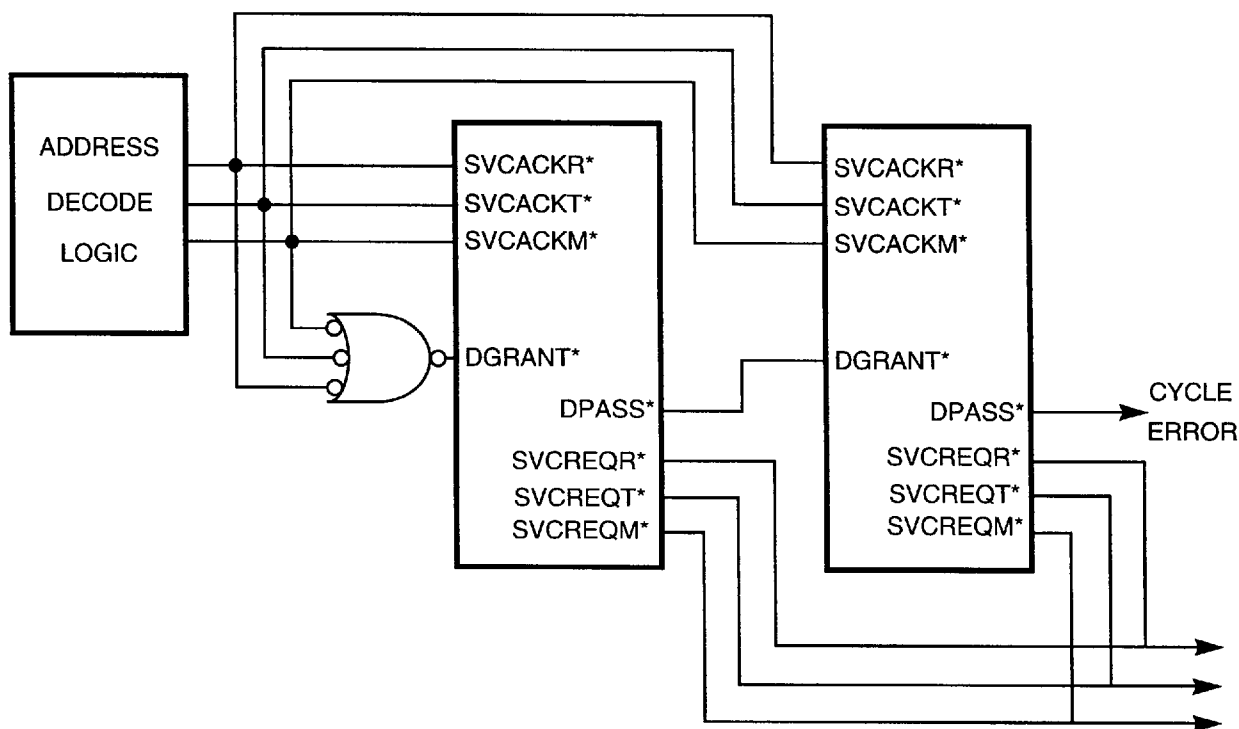 ADDRESS
DECODE
LOGIC
SVCACKR*
SVCACKT*
SVCACKM*
DGRANT*
DPASS*
SVCREQR*
SVCREQT*
SVCREQM*
SVCACKR*
SVCACKT*
SVCACKM*
DGRANT*
DPASS*
SVCREQR*
SVCREQT*
SVCREQM*
CYCLE
ERROR